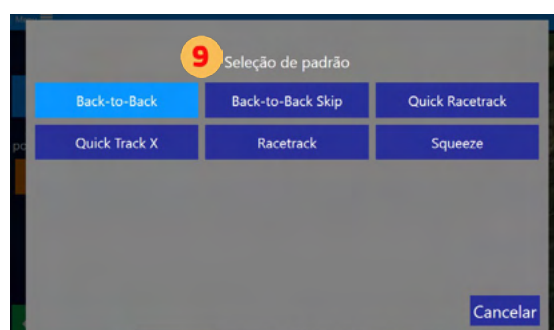 9 Seleção de padrão
Back-to-Back Back-to-Back Skip Quick Racetrack
Quick Track X Racetrack Squeeze
Cancelar